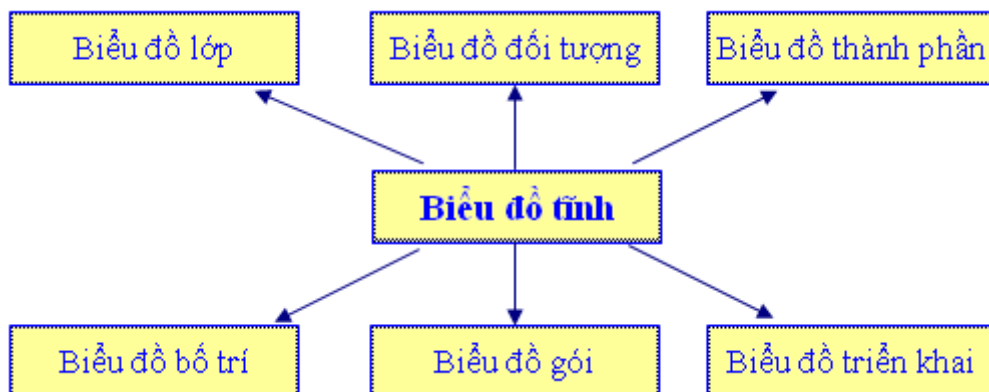 Biểu đồ lớp
Biểu đồ đối tượng
Biểu đồ thành phần
Biểu đồ tĩnh
Biểu đồ bố trí
Biểu đồ gói
Biểu đồ triển khai